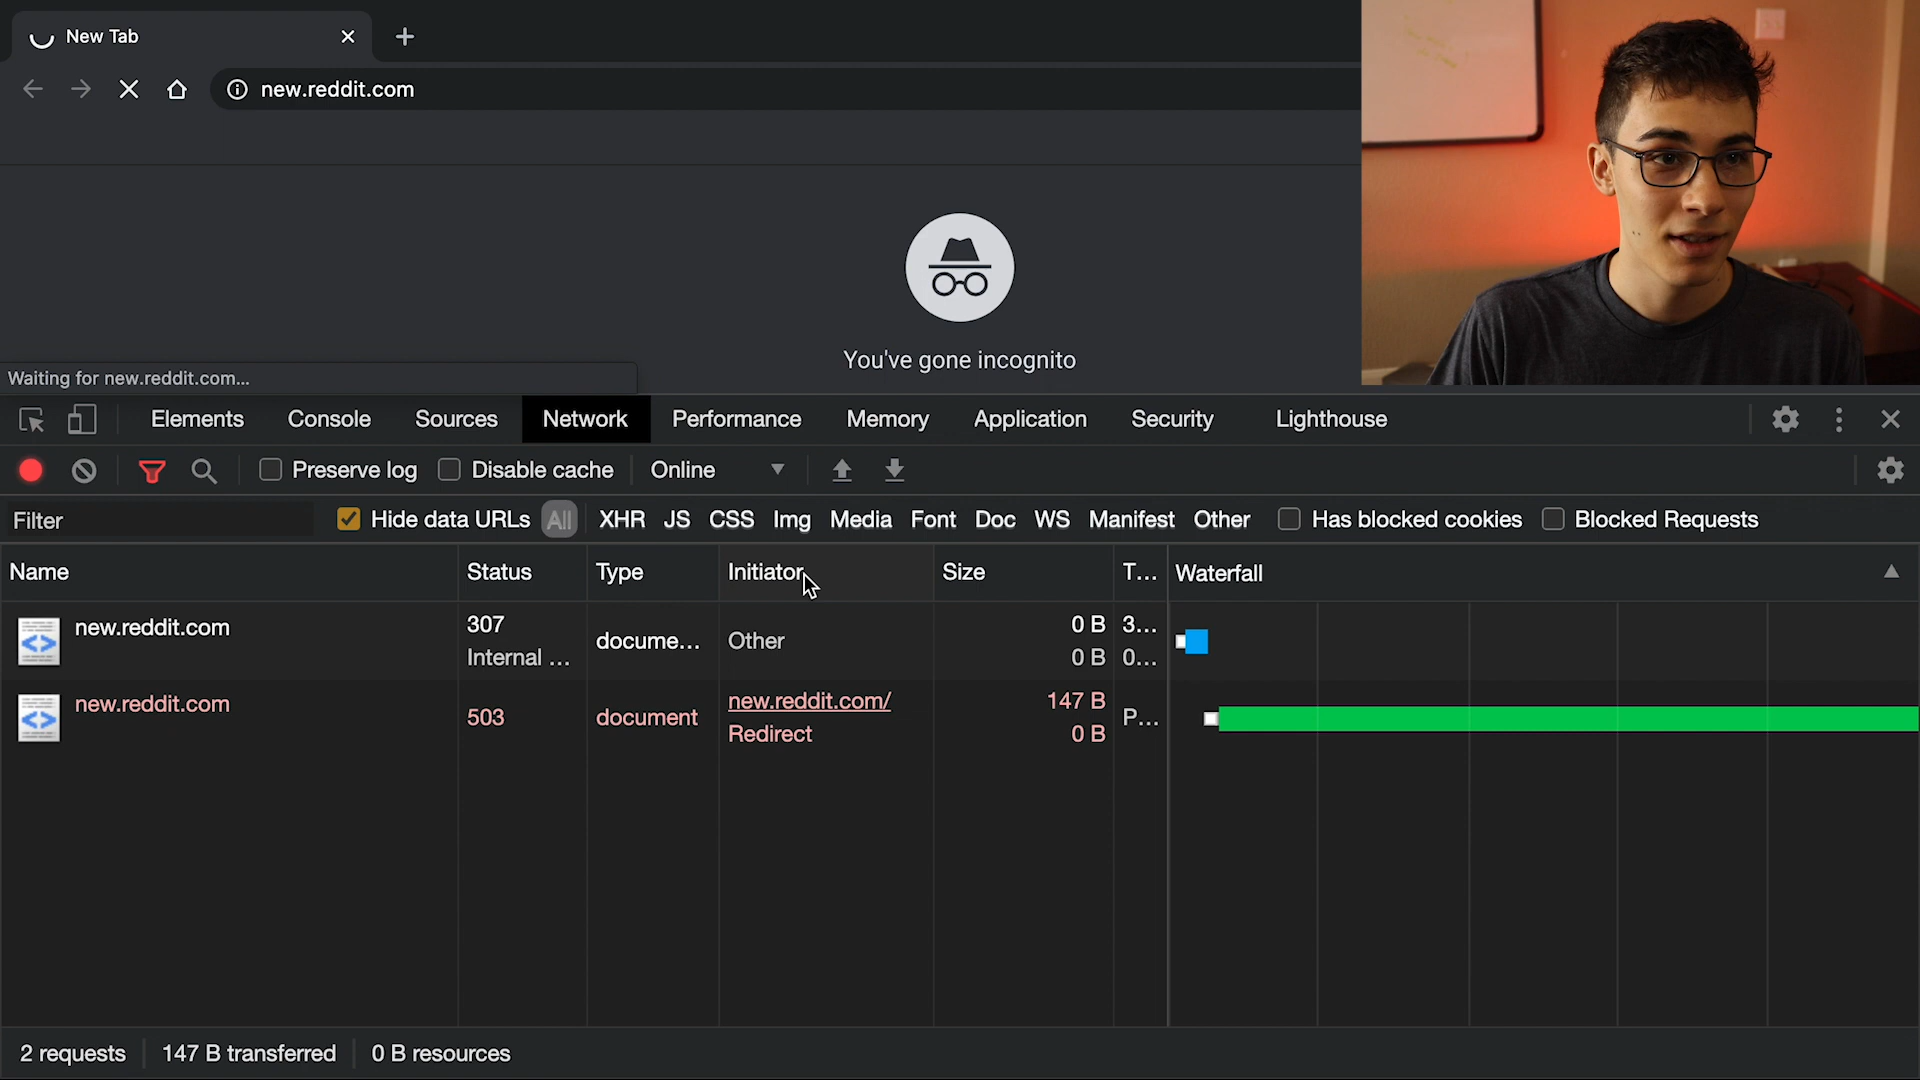 New Tab
new.reddit.com
You've gone incognito
Waiting for new.reddit.com...
Elements Console Sources Network Performance Memory Application Security Lighthouse
Preserve log Disable cache Online
Filter Hide data URLs All XHR JS CSS Img Media Font Doc WS Manifest Other Has blocked cookies Blocked Requests
Name Status Type Initiator Size T... Waterfall
new.reddit.com 307 docume... Other 0 B 3...
Internal ... 0 B 0...
new.reddit.com 503 document new.reddit.com/ 147 B P...
Redirect 0 B
2 requests 147 B transferred 0 B resources